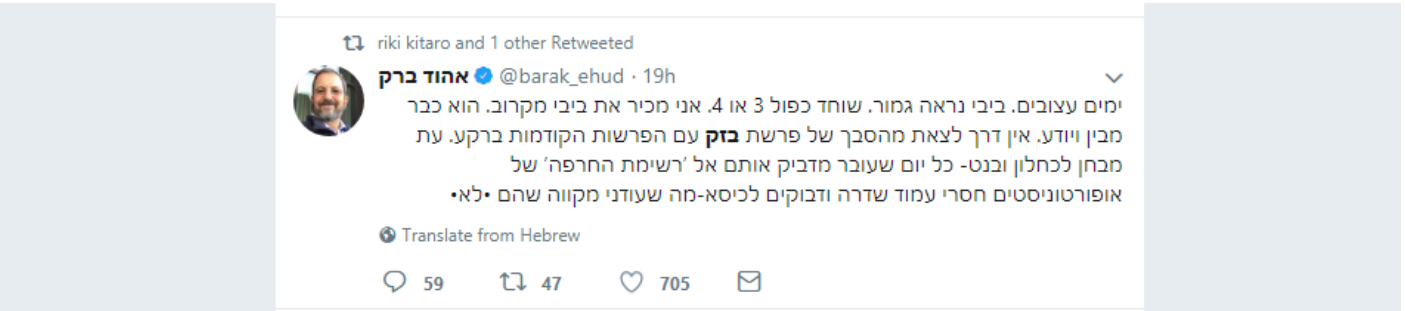 riki kitaro and 1 other Retweeted
אהוד ברק @barak_ehud · 19h
ימים עצובים. ביבי נראה גמור. שוחד כפול 3 או 4. אני מכיר את ביבי מקרוב. הוא כבר
מבין ויודע. אין דרך לצאת מהסבך של פרשת בזק עם הפרשות הקודמות ברקע. עת
מבחן לכחלון ובנט- כל יום שעובר מדביק אותם אל ׳רשימת החרפה׳ של
אופורטוניסטים חסרי עמוד שדרה ודבוקים לכיסא-מה שעודני מקווה שהם •לא•
Translate from Hebrew
59 47 705